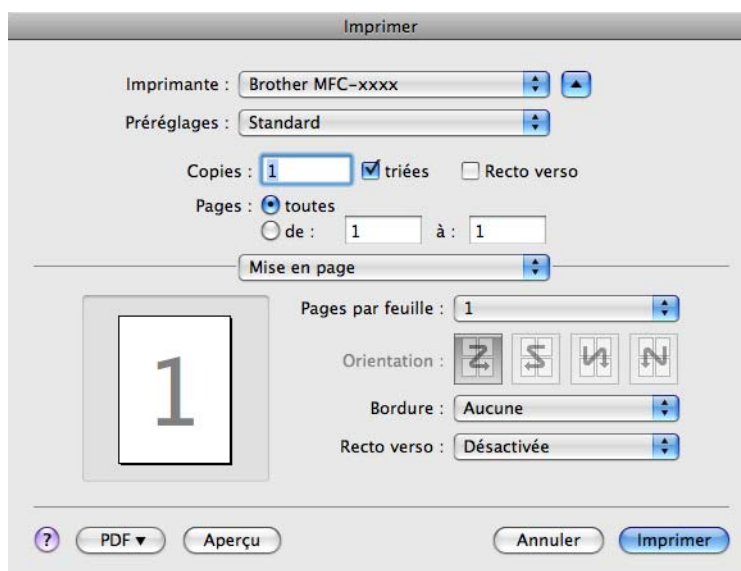 Imprimer
Imprimante : Brother MFC-xxxx
Préréglages : Standard
Copies : 1 triées Recto verso
Pages : toutes
de : 1 à : 1
Mise en page
Pages par feuille : 1
1
Orientation :
Bordure : Aucune
Recto verso : Désactivée
? PDF ▼ Aperçu Annuler Imprimer